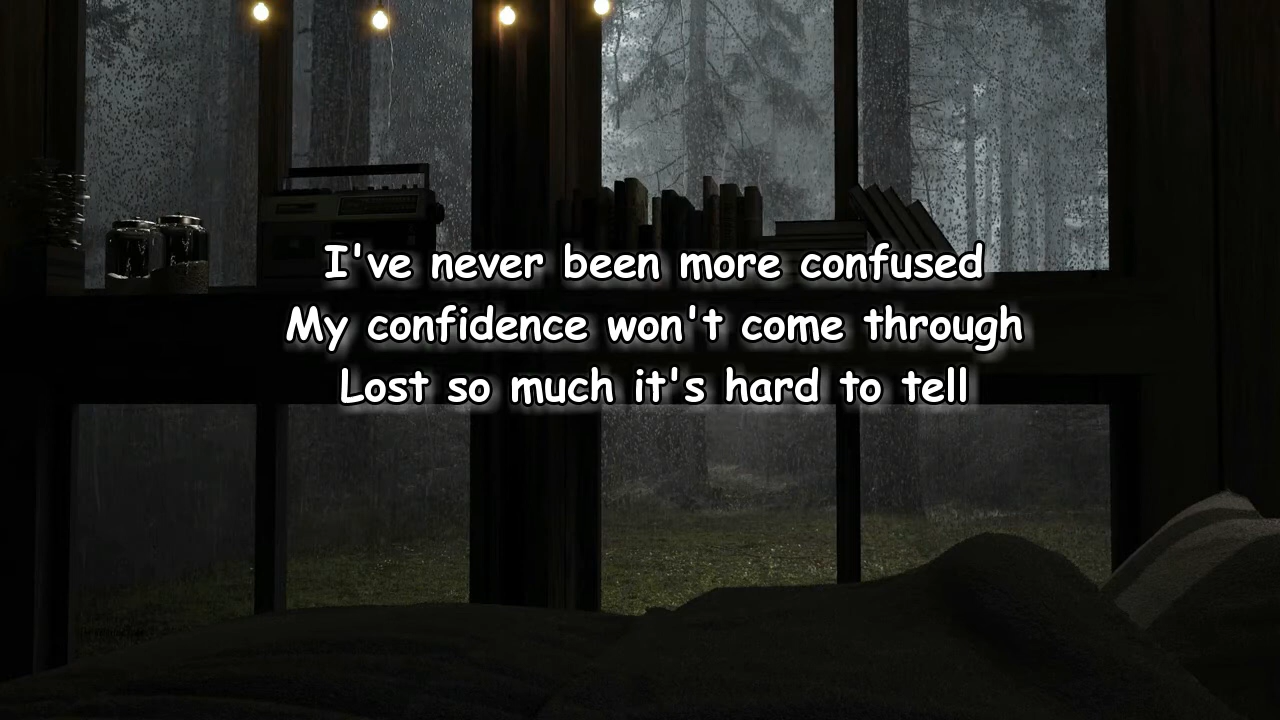 I've never been more confused
My confidence won't come through
Lost so much it's hard to tell